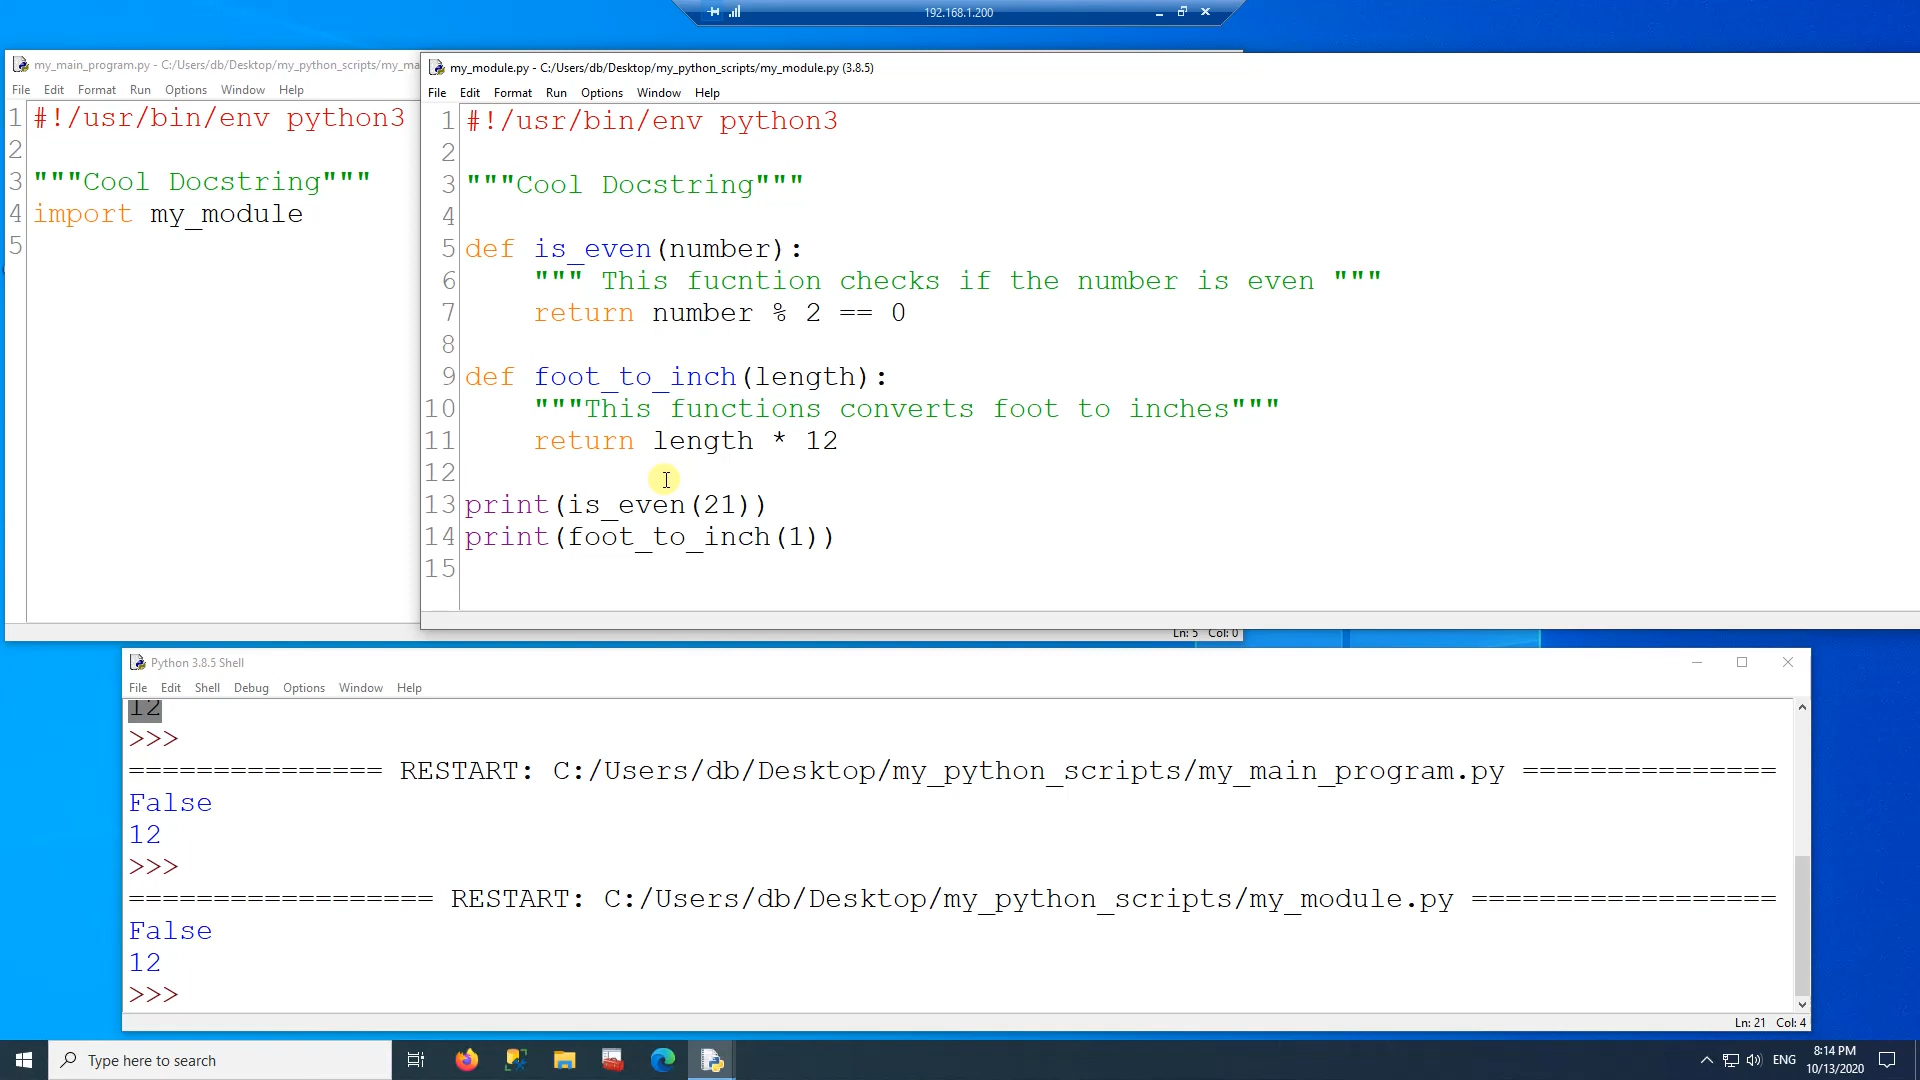 192.168.1.200
my_main_program.py - C:/Users/db/Desktop/my_python_scripts/my_ma
File Edit Format Run Options Window Help
1 #!/usr/bin/env python3
2
3 """Cool Docstring"""
4 import my_module
5
my_module.py - C:/Users/db/Desktop/my_python_scripts/my_module.py (3.8.5)
File Edit Format Run Options Window Help
1 #!/usr/bin/env python3
2
3 """Cool Docstring"""
4
5 def is_even(number):
6     """ This fucntion checks if the number is even """
7     return number % 2 == 0
8
9 def foot_to_inch(length):
10     """This functions converts foot to inches"""
11     return length * 12
12
13 print(is_even(21))
14 print(foot_to_inch(1))
15
Ln: 5 Col: 0
Python 3.8.5 Shell
File Edit Shell Debug Options Window Help
12
>>>
=============== RESTART: C:/Users/db/Desktop/my_python_scripts/my_main_program.py ===============
False
12
>>>
================== RESTART: C:/Users/db/Desktop/my_python_scripts/my_module.py ==================
False
12
>>>
Ln: 21 Col: 4
Type here to search
ENG
8:14 PM
10/13/2020